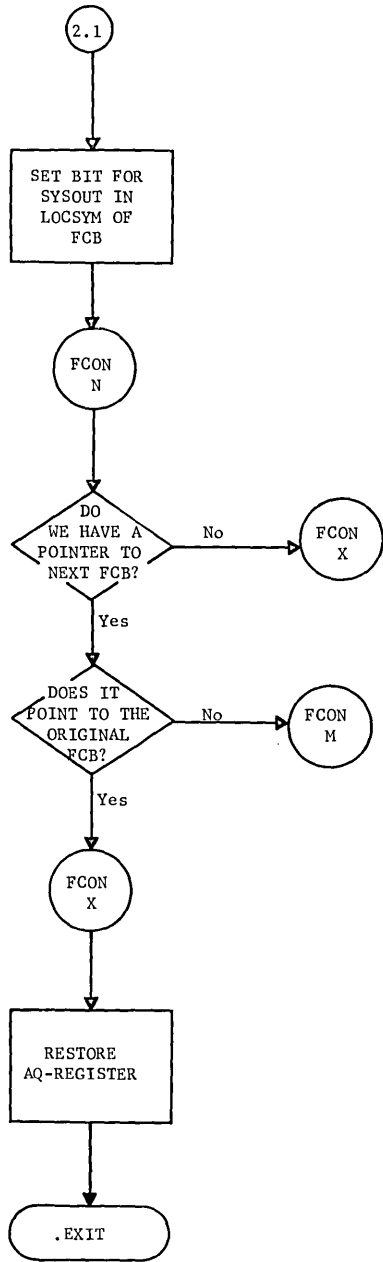 2.1
SET BIT FOR
SYSOUT IN
LOCSYM OF
FCB
FCON
N
DO
WE HAVE A
POINTER TO
NEXT FCB?
No
FCON
X
Yes
DOES IT
POINT TO THE
ORIGINAL
FCB?
No
FCON
M
Yes
FCON
X
RESTORE
AQ-REGISTER
.EXIT